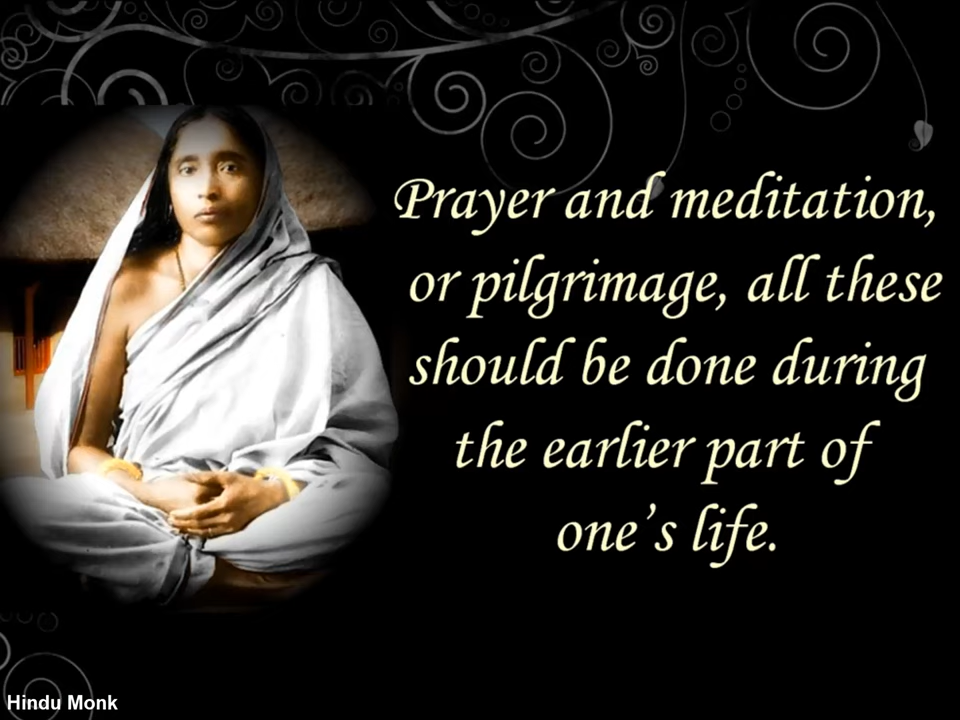 Prayer and meditation,
or pilgrimage, all these
should be done during
the earlier part of
one’s life.
Hindu Monk